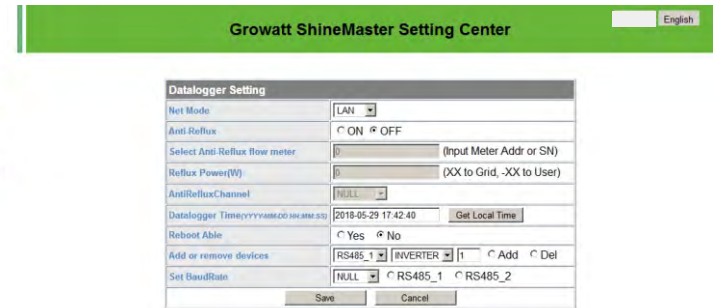 Growatt ShineMaster Setting Center
English
Datalogger Setting
Net Mode LAN
Anti-Reflux ON OFF
Select Anti-Reflux flow meter 0 (Input Meter Addr or SN)
Reflux Power(W) 0 (XX to Grid, -XX to User)
AntiRefluxChannel NULL
Datalogger Time(YYYY-MM-DD HH:MM:SS) 2018-05-29 17:42:40 Get Local Time
Reboot Able Yes No
Add or remove devices RS485_1 INVERTER 1 Add Del
Set BaudRate NULL RS485_1 RS485_2
Save Cancel